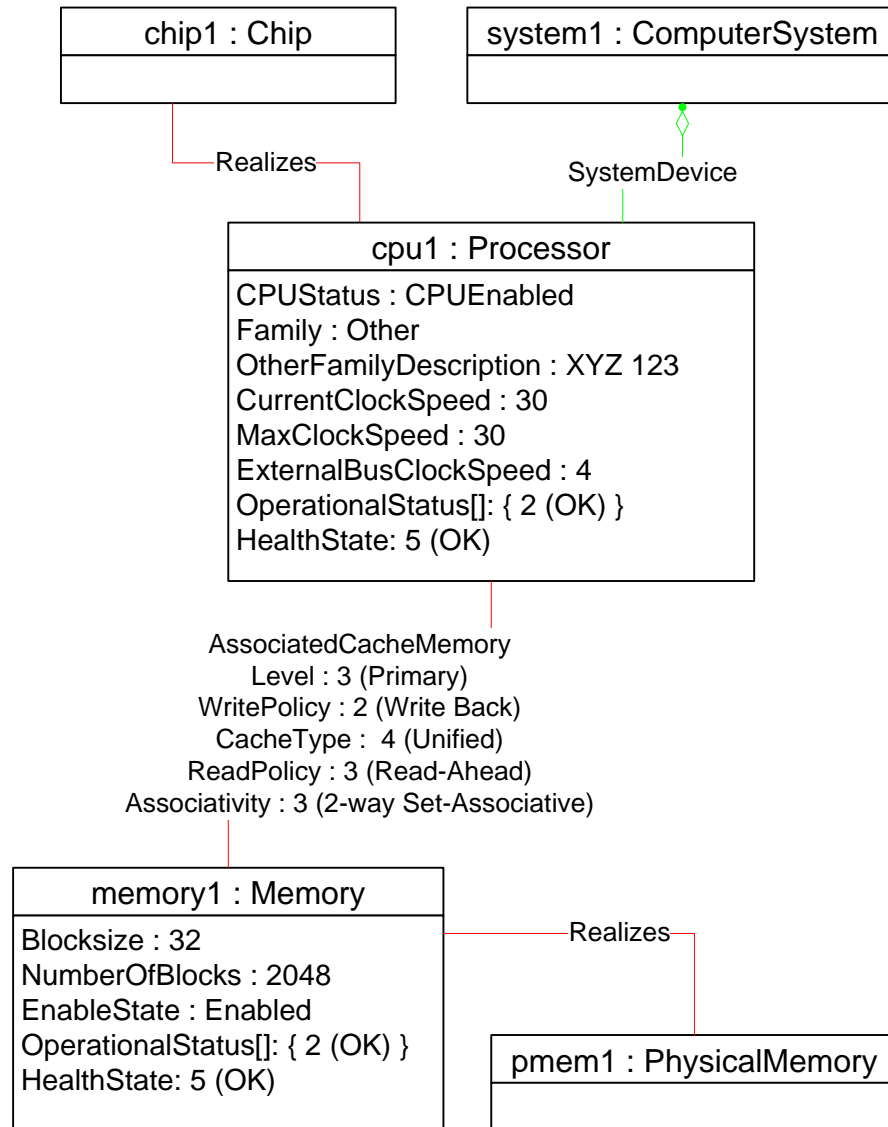 chip1 : Chip
system1 : ComputerSystem
Realizes
SystemDevice
cpu1 : Processor
CPUStatus : CPUEnabled
Family : Other
OtherFamilyDescription : XYZ 123
CurrentClockSpeed : 30
MaxClockSpeed : 30
ExternalBusClockSpeed : 4
OperationalStatus[]: { 2 (OK) }
HealthState: 5 (OK)
AssociatedCacheMemory
Level : 3 (Primary)
WritePolicy : 2 (Write Back)
CacheType :  4 (Unified)
ReadPolicy : 3 (Read-Ahead)
Associativity : 3 (2-way Set-Associative)
memory1 : Memory
Blocksize : 32
NumberOfBlocks : 2048
EnableState : Enabled
OperationalStatus[]: { 2 (OK) }
HealthState: 5 (OK)
Realizes
pmem1 : PhysicalMemory